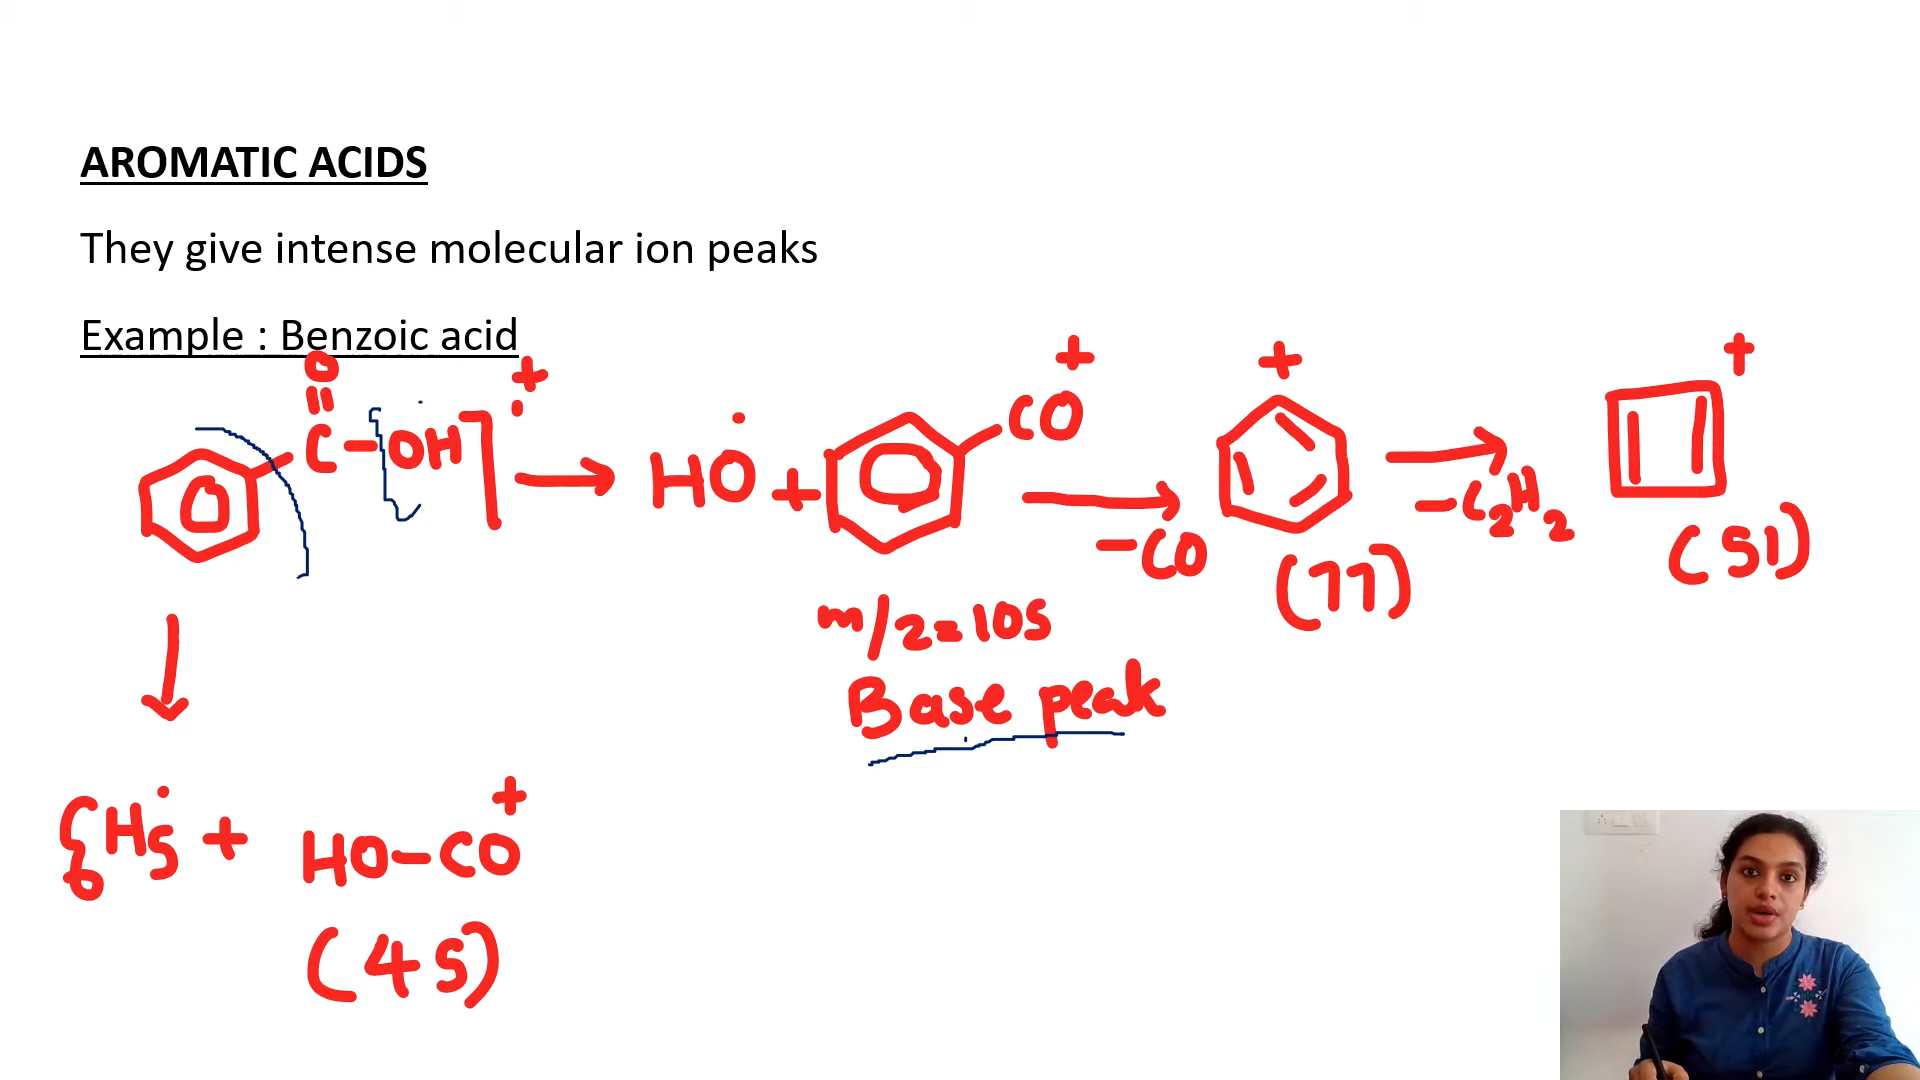 AROMATIC ACIDS
They give intense molecular ion peaks
Example : Benzoic acid
O
C-OH]+• → HO• + CO+ → + → +
-CO
-C2H2
(77)
(51)
m/z=105
Base peak
C6H5• + HO-CO+
(45)